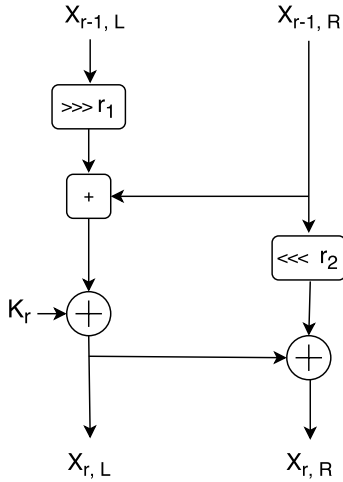 X_{r-1, L} X_{r-1, R}
>>> r_1
+
<<< r_2
K_r
X_{r, L} X_{r, R}